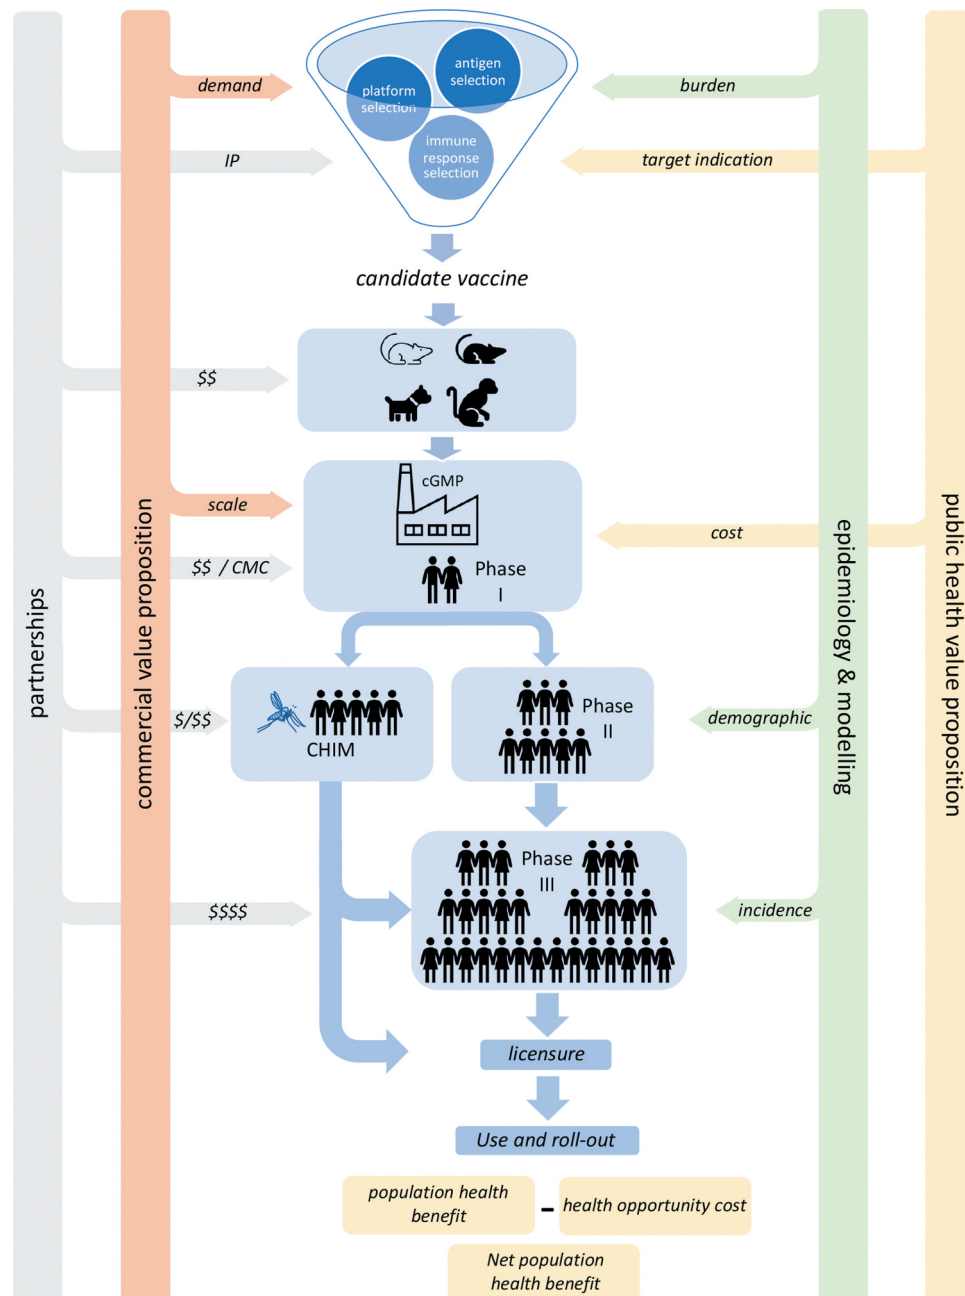 antigen
selection
platform
selection
immune
response
selection
demand
burden
IP
target indication
candidate vaccine
$$
cGMP
scale
cost
Phase
I
$$ / CMC
partnerships
commercial value proposition
epidemiology & modelling
public health value proposition
$/$$
CHIM
Phase
II
demographic
Phase
III
$$$$
incidence
licensure
Use and roll-out
population health
benefit
–
health opportunity cost
Net population
health benefit